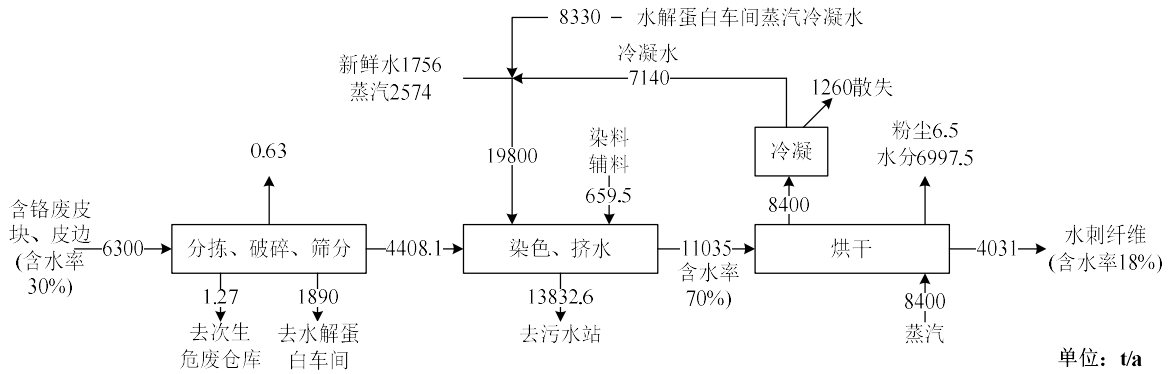 8330 – 水解蛋白车间蒸汽冷凝水
新鲜水1756
蒸汽2574
冷凝水
7140
1260散失
冷凝
粉尘6.5
水分6997.5
0.63
19800
染料
辅料
659.5
8400
含铬废皮
块、皮边
(含水率
30%)
6300
分拣、破碎、筛分
4408.1
染色、挤水
11035
含水率
70%
烘干
4031
水刺纤维
(含水率18%)
1.27
去次生
危废仓库
1890
去水解蛋
白车间
13832.6
去污水站
8400
蒸汽
单位：t/a